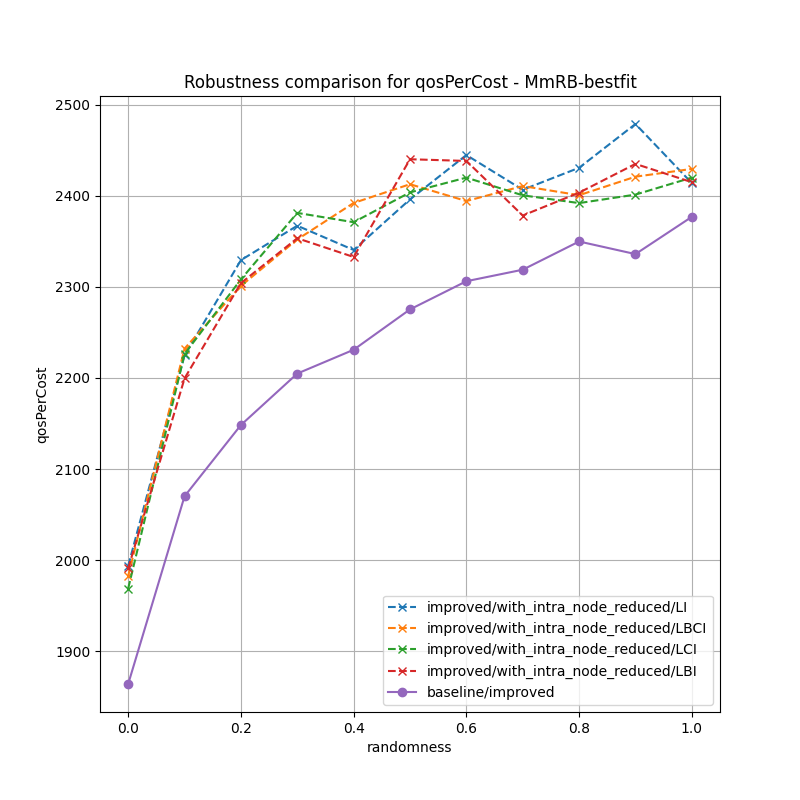 Robustness comparison for qosPerCost - MmRB-bestfit
2500
2400
2300
2200
2100
2000
1900
qosPerCost
improved/with_intra_node_reduced/LI
improved/with_intra_node_reduced/LBCI
improved/with_intra_node_reduced/LCI
improved/with_intra_node_reduced/LBI
baseline/improved
0.0 0.2 0.4 0.6 0.8 1.0
randomness